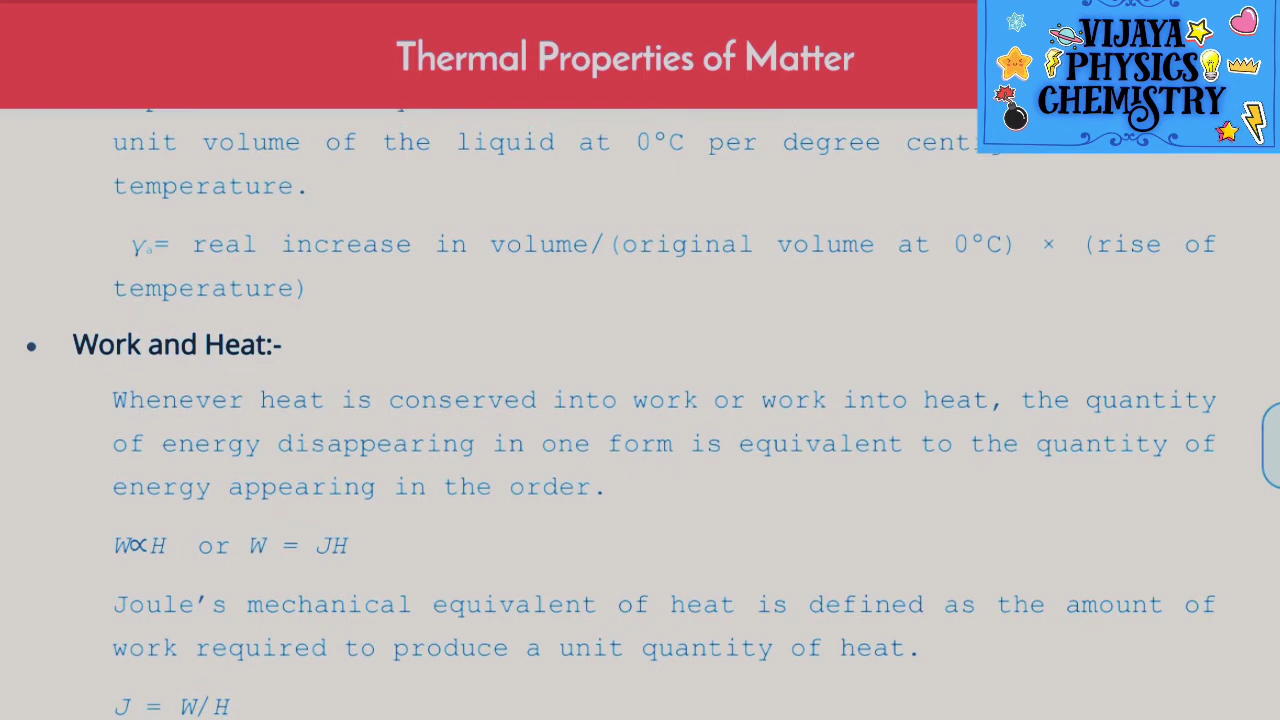 Thermal Properties of Matter
VIJAYA
PHYSICS
CHEMISTRY
unit volume of the liquid at 0°C per degree
temperature.
γₐ= real increase in volume/(original volume at 0°C) × (rise of
temperature)
• Work and Heat:-
Whenever heat is conserved into work or work into heat, the quantity
of energy disappearing in one form is equivalent to the quantity of
energy appearing in the order.
W∝H or W = JH
Joule’s mechanical equivalent of heat is defined as the amount of
work required to produce a unit quantity of heat.
J = W/H